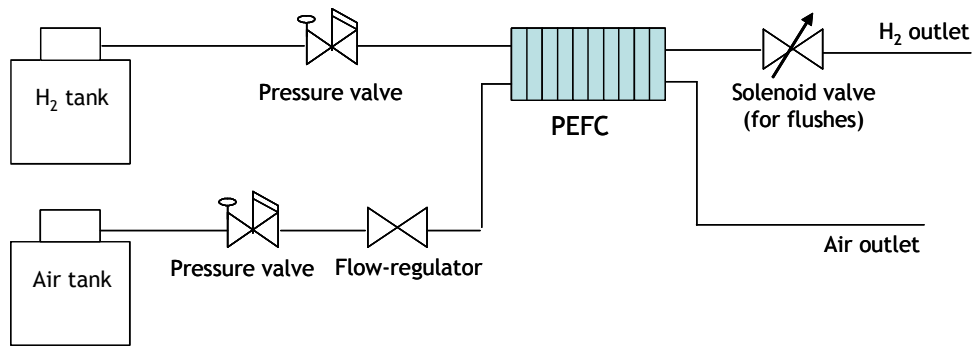 H₂ outlet
H₂ tank
Pressure valve
Solenoid valve
(for flushes)
PEFC
Air outlet
Air tank
Pressure valve
Flow-regulator